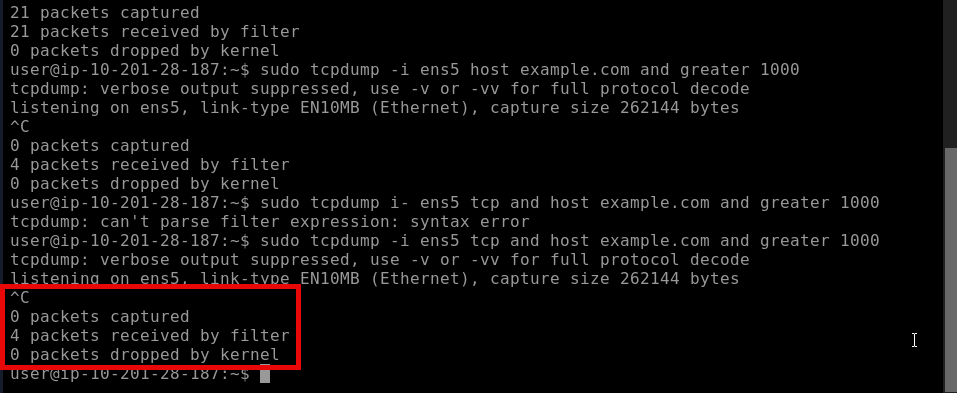 21 packets captured
21 packets received by filter
0 packets dropped by kernel
user@ip-10-201-28-187:~$ sudo tcpdump -i ens5 host example.com and greater 1000
tcpdump: verbose output suppressed, use -v or -vv for full protocol decode
listening on ens5, link-type EN10MB (Ethernet), capture size 262144 bytes
^C
0 packets captured
4 packets received by filter
0 packets dropped by kernel
user@ip-10-201-28-187:~$ sudo tcpdump i- ens5 tcp and host example.com and greater 1000
tcpdump: can't parse filter expression: syntax error
user@ip-10-201-28-187:~$ sudo tcpdump -i ens5 tcp and host example.com and greater 1000
tcpdump: verbose output suppressed, use -v or -vv for full protocol decode
listening on ens5, link-type EN10MB (Ethernet), capture size 262144 bytes
^C
0 packets captured
4 packets received by filter
0 packets dropped by kernel
user@ip-10-201-28-187:~$